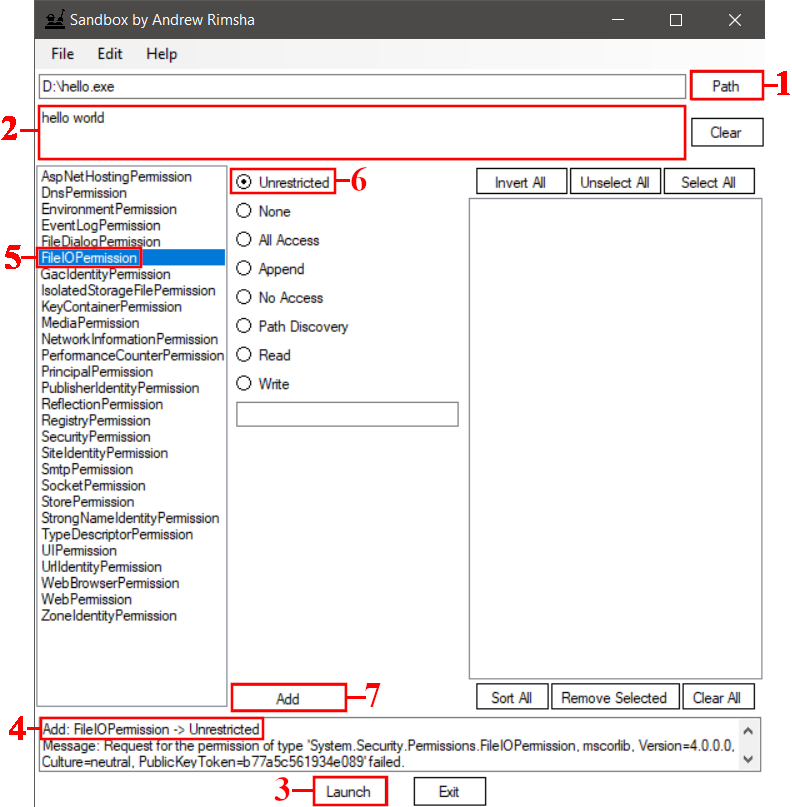 Sandbox by Andrew Rimsha
File Edit Help
D:\hello.exe
Path
1
2
hello world
Clear
AspNetHostingPermission
DnsPermission
EnvironmentPermission
EventLogPermission
FileDialogPermission
5
FileIOPermission
GacIdentityPermission
IsolatedStorageFilePermission
KeyContainerPermission
MediaPermission
NetworkInformationPermission
PerformanceCounterPermission
PrincipalPermission
PublisherIdentityPermission
ReflectionPermission
RegistryPermission
SecurityPermission
SiteIdentityPermission
SmtpPermission
SocketPermission
StorePermission
StrongNameIdentityPermission
TypeDescriptorPermission
UIPermission
UrlIdentityPermission
WebBrowserPermission
WebPermission
ZoneIdentityPermission
Unrestricted
6
None
All Access
Append
No Access
Path Discovery
Read
Write
Add
7
Invert All
Unselect All
Select All
Sort All
Remove Selected
Clear All
4
Add: FileIOPermission -> Unrestricted
Message: Request for the permission of type 'System.Security.Permissions.FileIOPermission, mscorlib, Version=4.0.0.0,
Culture=neutral, PublicKeyToken=b77a5c561934e089' failed.
3
Launch
Exit